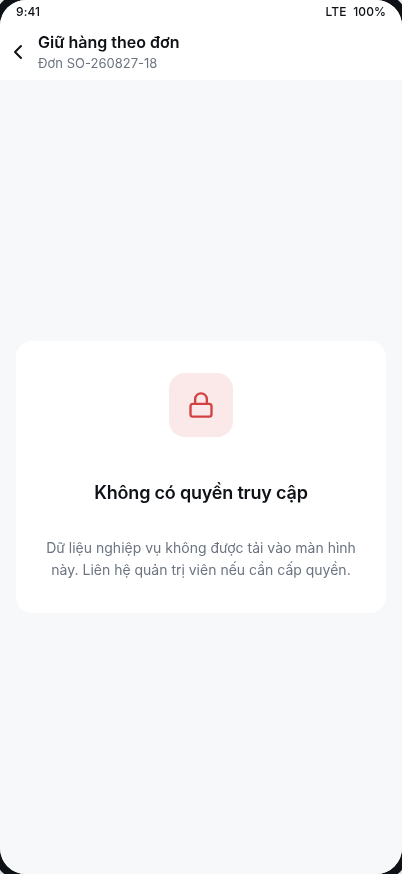 9:41 LTE 100%
Giữ hàng theo đơn
Đơn SO-260827-18
Không có quyền truy cập
Dữ liệu nghiệp vụ không được tải vào màn hình
này. Liên hệ quản trị viên nếu cần cấp quyền.